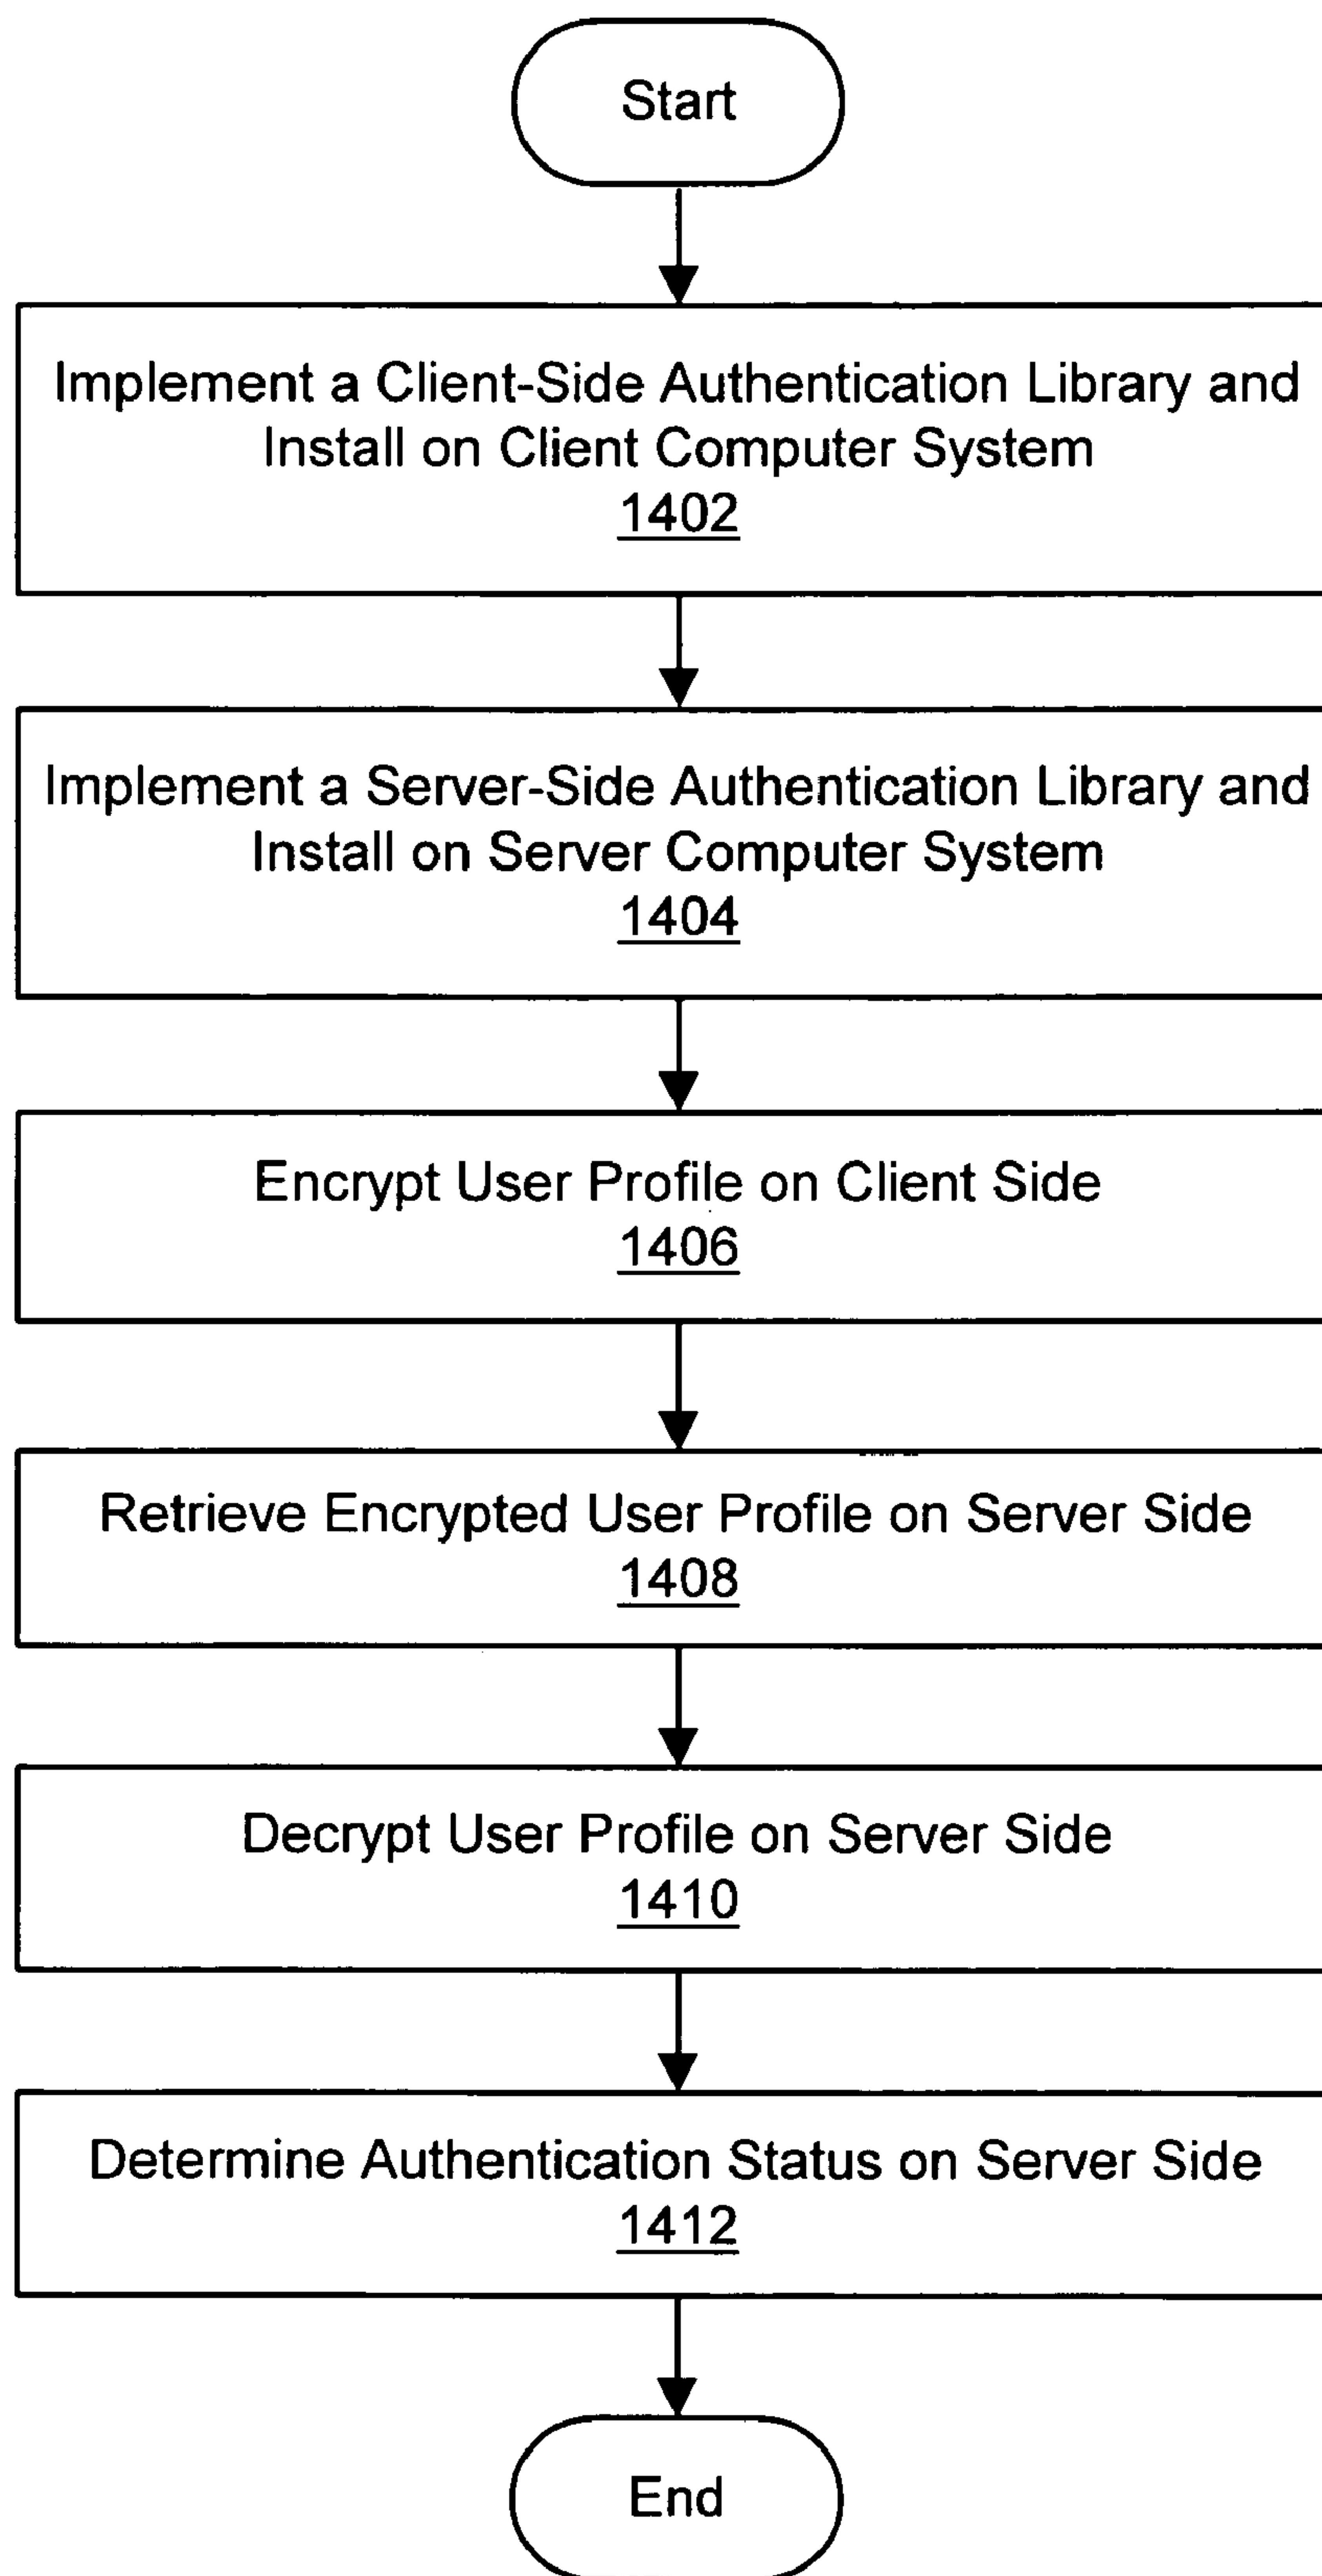 Start
Implement a Client-Side Authentication Library and
Install on Client Computer System
1402
Implement a Server-Side Authentication Library and
Install on Server Computer System
1404
Encrypt User Profile on Client Side
1406
Retrieve Encrypted User Profile on Server Side
1408
Decrypt User Profile on Server Side
1410
Determine Authentication Status on Server Side
1412
End